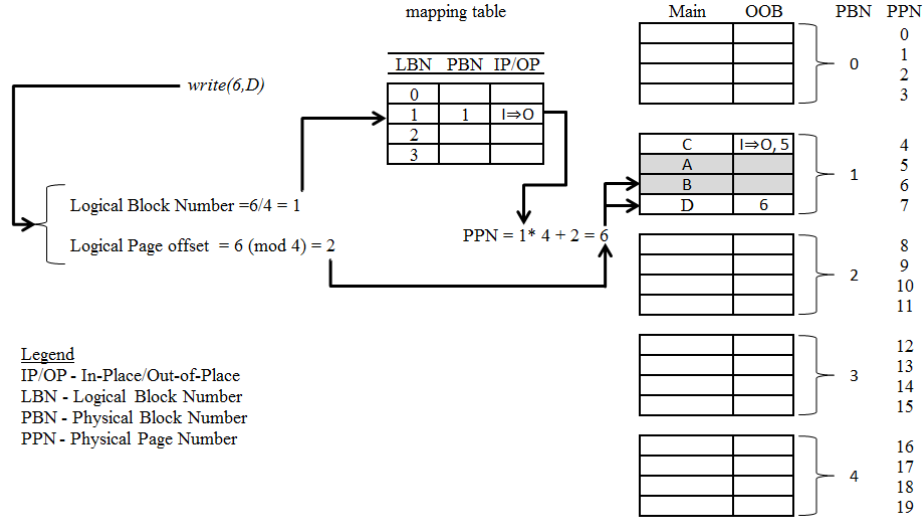 mapping table
Main OOB PBN PPN
LBN PBN IP/OP
write(6,D)
0
1 1 I⇒O
2
3
Logical Block Number =6/4 = 1
Logical Page offset = 6 (mod 4) = 2
PPN = 1* 4 + 2 = 6
0
0
1
2
3
C I⇒O, 5
A
B
D 6
1
4
5
6
7
2
8
9
10
11
3
12
13
14
15
4
16
17
18
19
Legend
IP/OP - In-Place/Out-of-Place
LBN - Logical Block Number
PBN - Physical Block Number
PPN - Physical Page Number